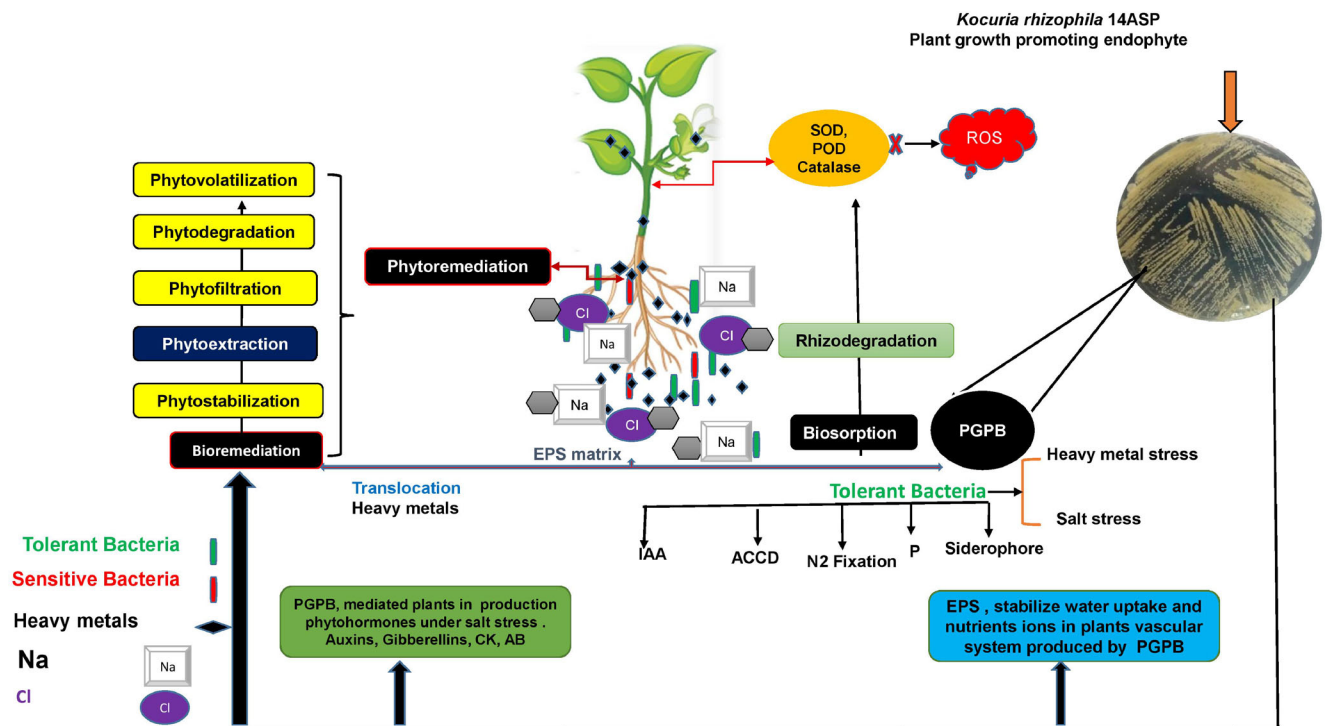 Kocuria rhizophila 14ASP
Plant growth promoting endophyte
SOD,
POD
Catalase
ROS
Phytovolatilization
Phytodegradation
Phytofiltration
Phytoextraction
Phytostabilization
Bioremediation
Phytoremediation
Na
Cl
Na
Cl
Na
Cl
Na
EPS matrix
Rhizodegradation
Biosorption
PGPB
Translocation
Heavy metals
Tolerant Bacteria
Heavy metal stress
Salt stress
IAA
ACCD
N2 Fixation
P
Siderophore
Tolerant Bacteria
Sensitive Bacteria
Heavy metals
Na
Na
Cl
Cl
PGPB, mediated plants in production
phytohormones under salt stress .
Auxins, Gibberellins, CK, AB
EPS , stabilize water uptake and
nutrients ions in plants vascular
system produced by PGPB